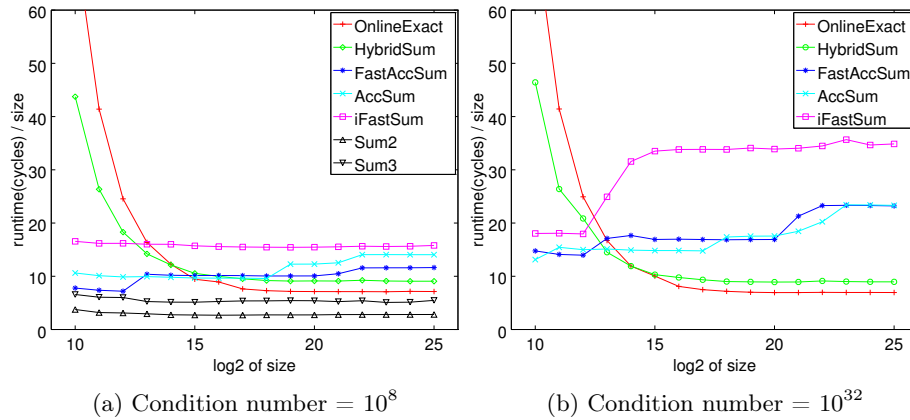 60
50
40
30
20
10
0
runtime(cycles) / size
10
15
20
25
log2 of size
OnlineExact
HybridSum
FastAccSum
AccSum
iFastSum
Sum2
Sum3
(a) Condition number = 10^8
60
50
40
30
20
10
0
runtime(cycles) / size
10
15
20
25
log2 of size
OnlineExact
HybridSum
FastAccSum
AccSum
iFastSum
(b) Condition number = 10^32